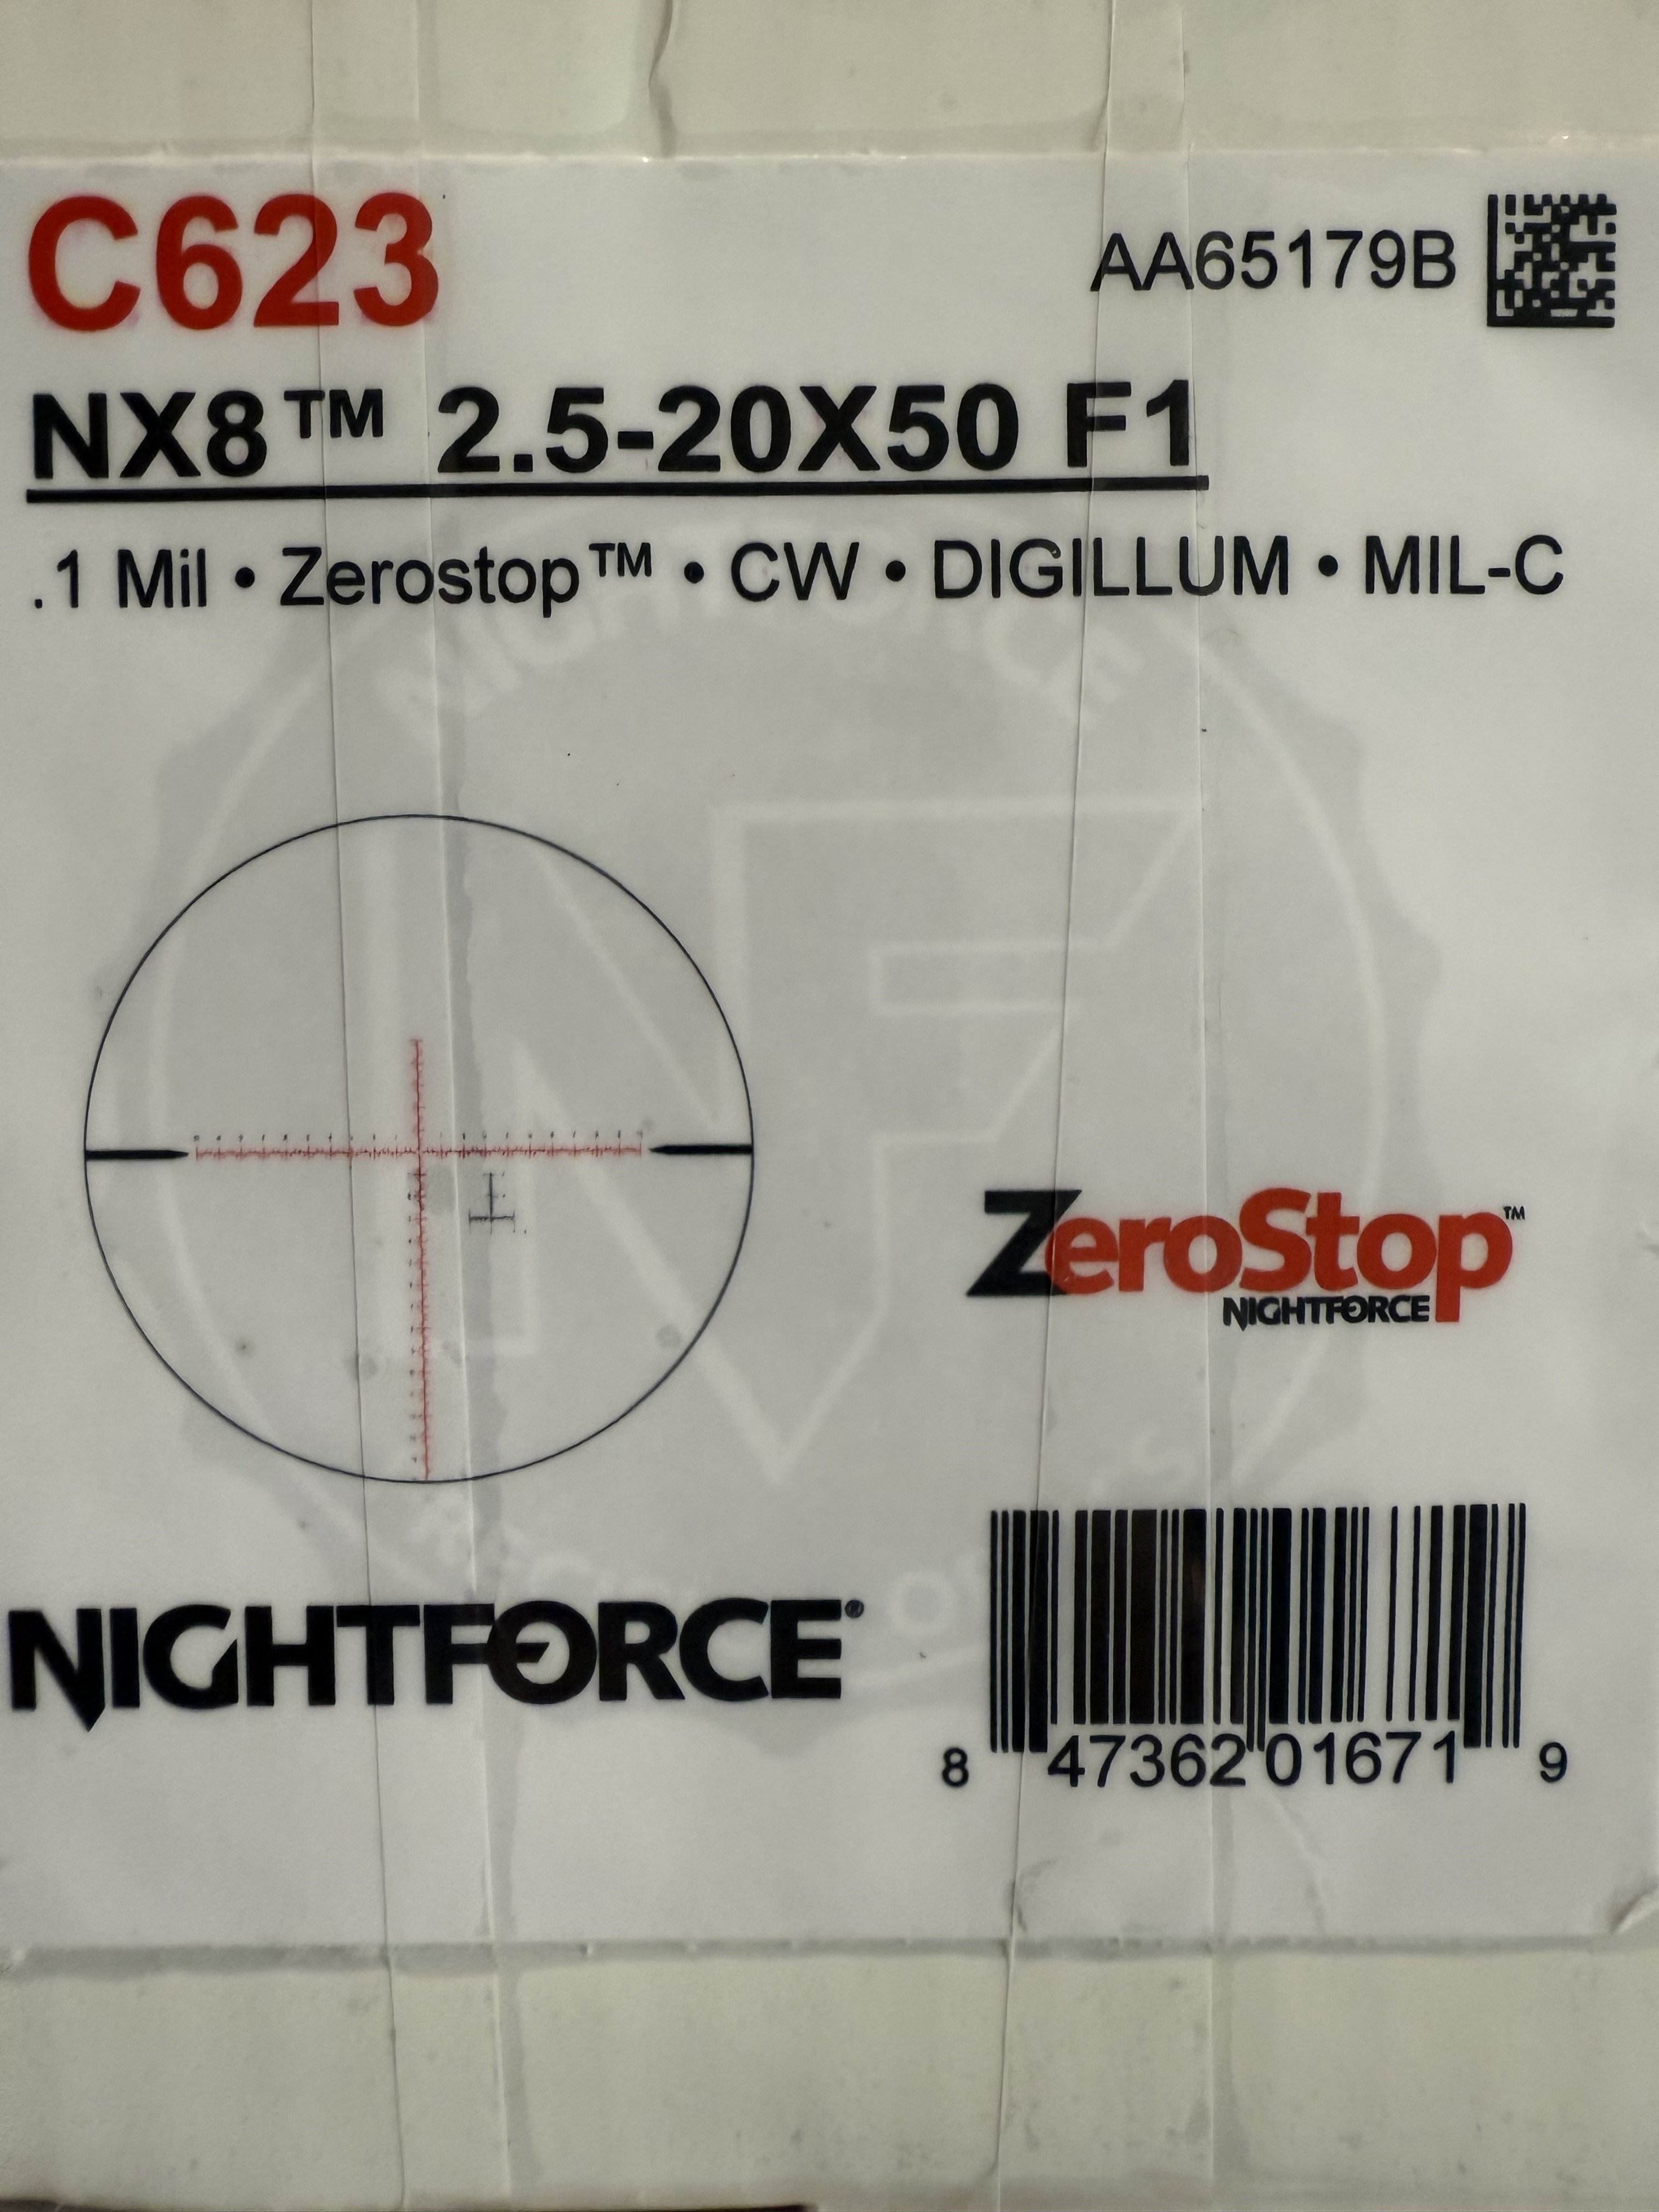 C623
AA65179B
NX8™ 2.5-20X50 F1
.1 Mil • Zerostop™ • CW • DIGILLUM • MIL-C
ZeroStop™
NIGHTFORCE
NIGHTFORCE®
8 47362 01671 9